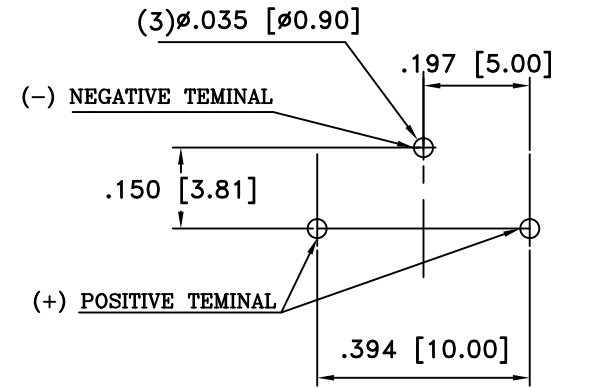 (3)ø.035 [ø0.90]
.197 [5.00]
(-) NEGATIVE TEMINAL
.150 [3.81]
(+) POSITIVE TEMINAL
.394 [10.00]